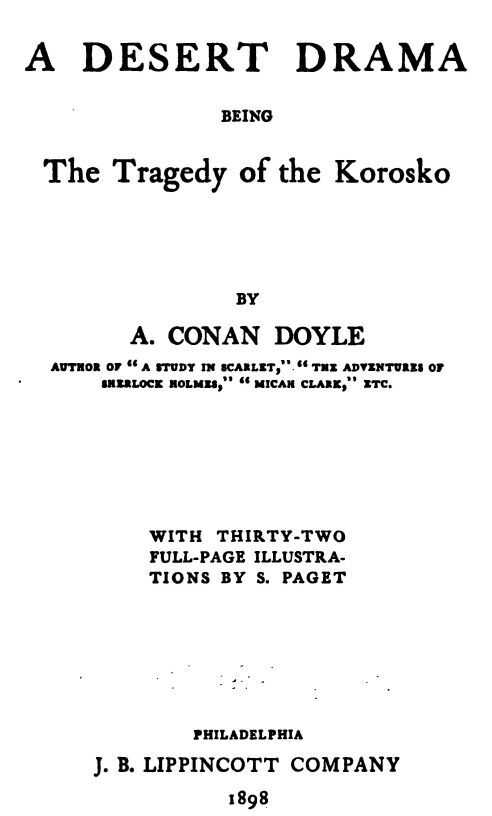 A DESERT DRAMA
BEING
The Tragedy of the Korosko
BY
A. CONAN DOYLE
AUTHOR OF “A STUDY IN SCARLET,” “THE ADVENTURES OF
SHERLOCK HOLMES,” “MICAH CLARK,” ETC.
WITH THIRTY-TWO
FULL-PAGE ILLUSTRA-
TIONS BY S. PAGET
PHILADELPHIA
J. B. LIPPINCOTT COMPANY
1898